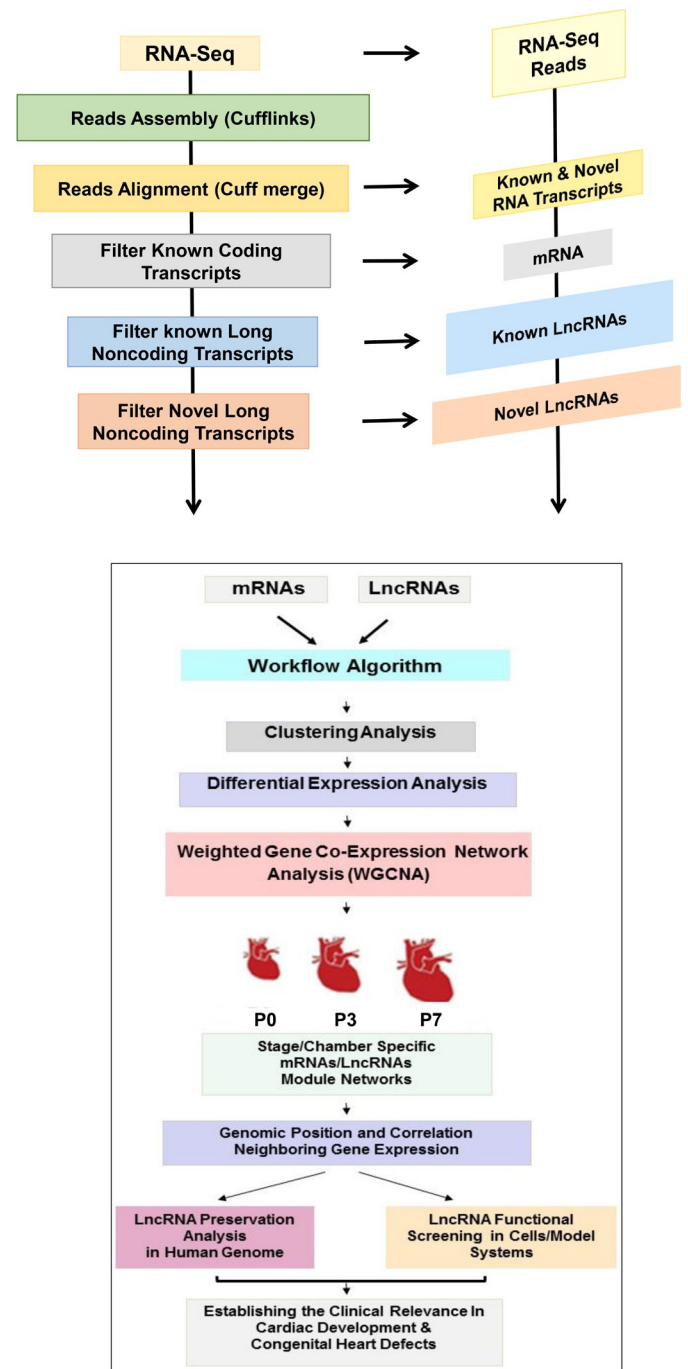 RNA-Seq
RNA-Seq
Reads
Reads Assembly (Cufflinks)
Reads Alignment (Cuff merge)
Known & Novel
RNA Transcripts
Filter Known Coding
Transcripts
mRNA
Filter known Long
Noncoding Transcripts
Known LncRNAs
Filter Novel Long
Noncoding Transcripts
Novel LncRNAs
mRNAs
LncRNAs
Workflow Algorithm
Clustering Analysis
Differential Expression Analysis
Weighted Gene Co-Expression Network
Analysis (WGCNA)
P0 P3 P7
Stage/Chamber Specific
mRNAs/LncRNAs
Module Networks
Genomic Position and Correlation
Neighboring Gene Expression
LncRNA Preservation
Analysis
in Human Genome
LncRNA Functional
Screening in Cells/Model
Systems
Establishing the Clinical Relevance In
Cardiac Development &
Congenital Heart Defects